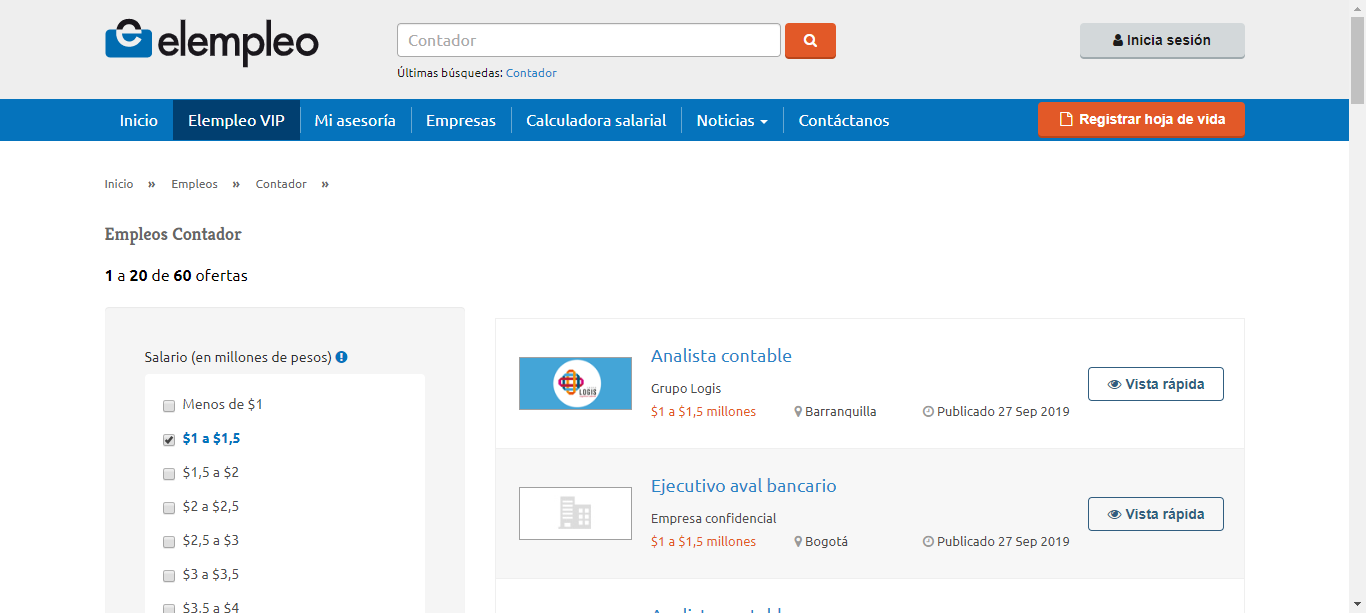 elempleo
Contador
Últimas búsquedas: Contador
Inicia sesión
Inicio Elempleo VIP Mi asesoría Empresas Calculadora salarial Noticias Contáctanos
Registrar hoja de vida
Inicio » Empleos » Contador »
Empleos Contador
1 a 20 de 60 ofertas
Salario (en millones de pesos)
Menos de $1
$1 a $1,5
$1,5 a $2
$2 a $2,5
$2,5 a $3
$3 a $3,5
$3,5 a $4
LOGIS
Analista contable
Grupo Logis
$1 a $1,5 millones Barranquilla Publicado 27 Sep 2019
Vista rápida
Ejecutivo aval bancario
Empresa confidencial
$1 a $1,5 millones Bogotá Publicado 27 Sep 2019
Vista rápida